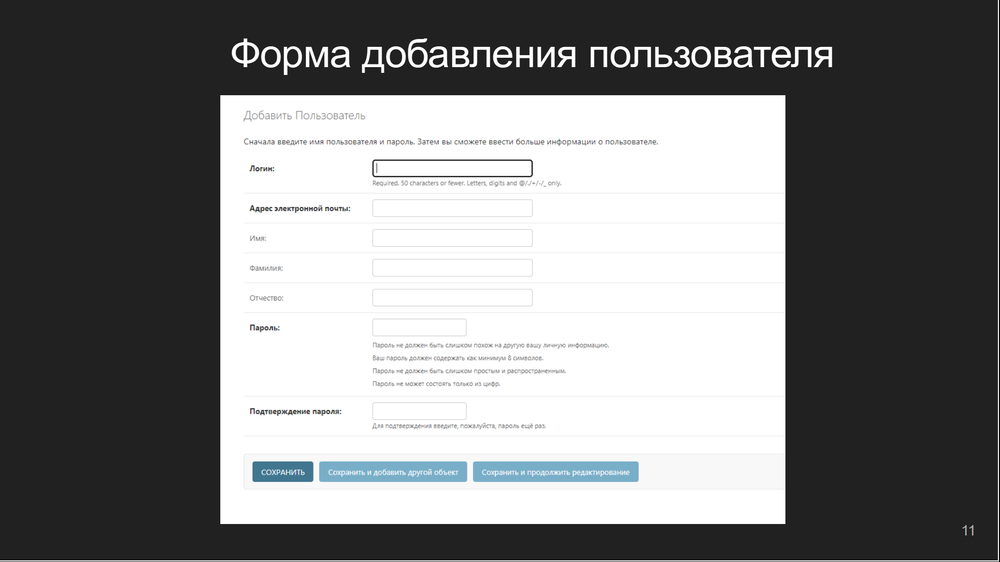 Форма добавления пользователя
Добавить Пользователь
Сначала введите имя пользователя и пароль. Затем вы сможете ввести больше информации о пользователе.
Логин:
Required. 50 characters or fewer. Letters, digits and @/./+/-/_ only.
Адрес электронной почты:
Имя:
Фамилия:
Отчество:
Пароль:
Пароль не должен быть слишком похож на другую вашу личную информацию.
Ваш пароль должен содержать как минимум 8 символов.
Пароль не должен быть слишком простым и распространенным.
Пароль не может состоять только из цифр.
Подтверждение пароля:
Для подтверждения введите, пожалуйста, пароль ещё раз.
СОХРАНИТЬ Сохранить и добавить другой объект Сохранить и продолжить редактирование
11